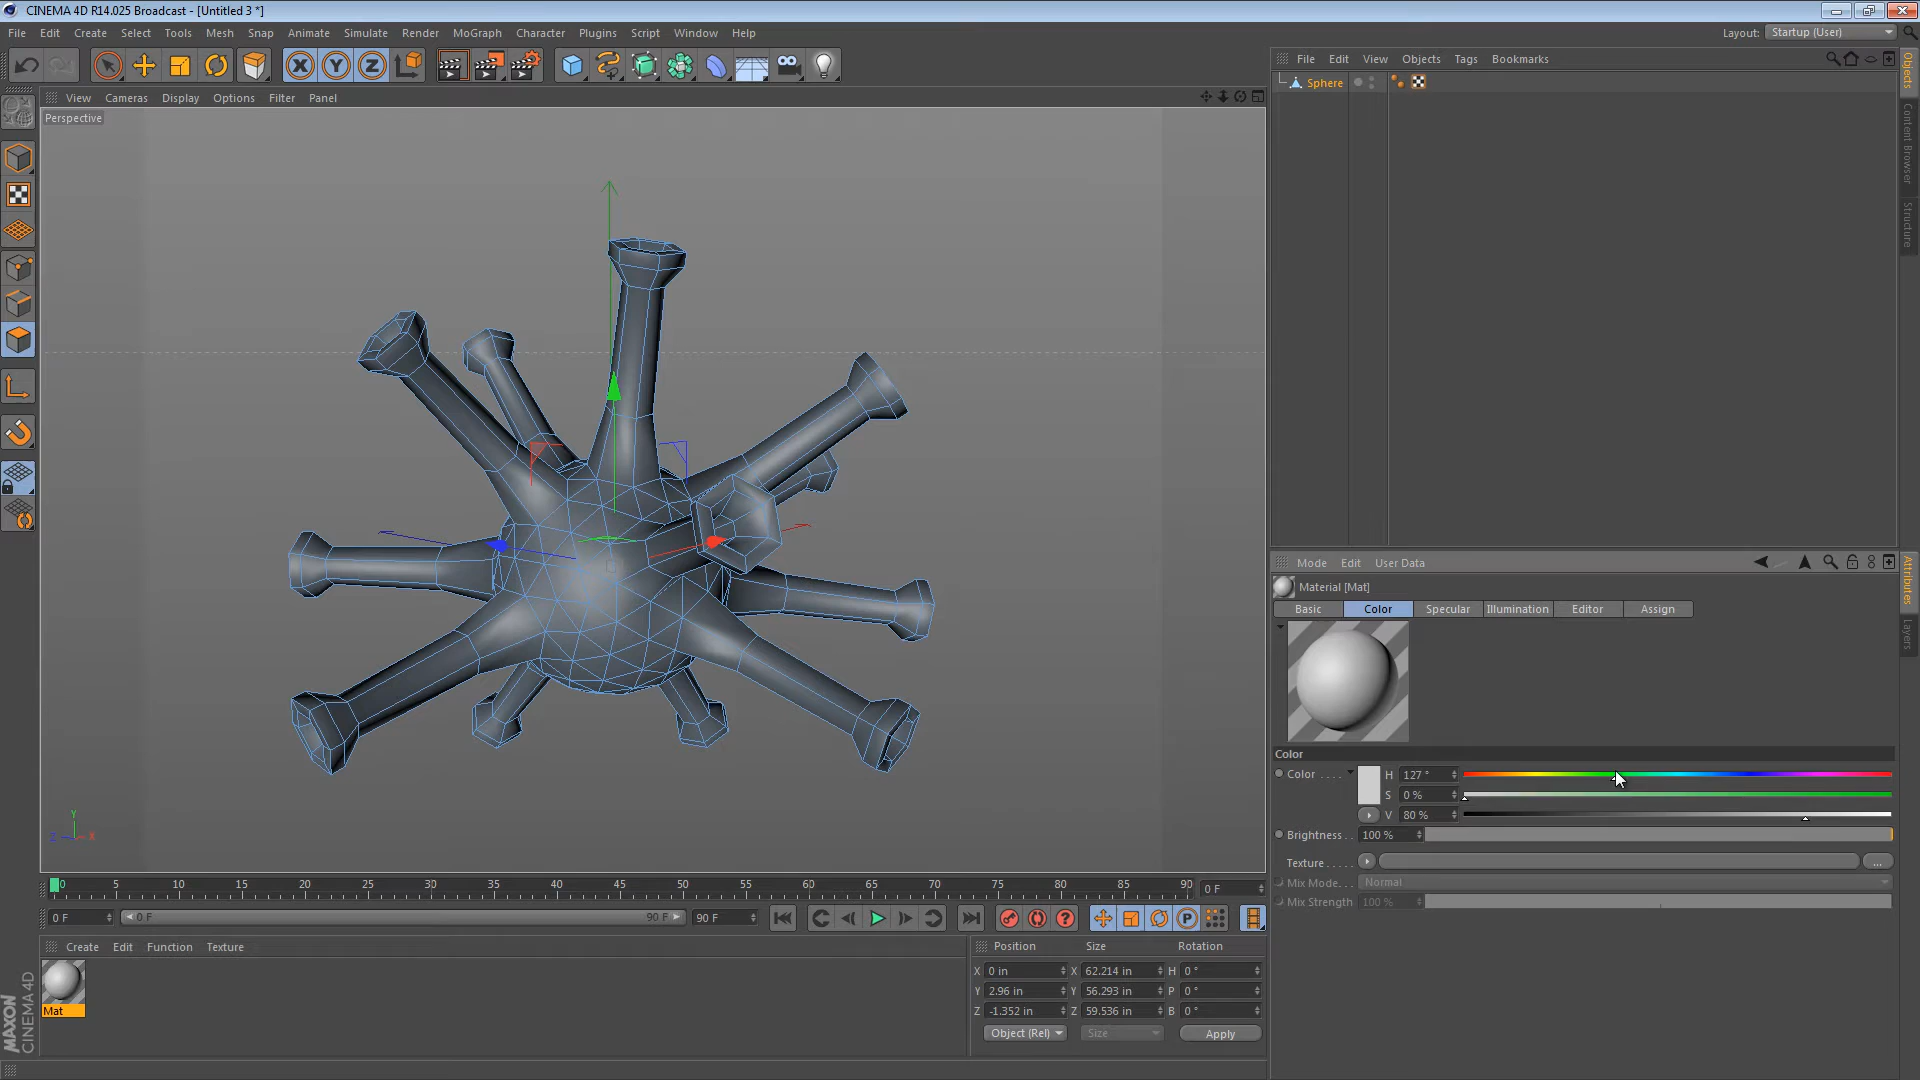 CINEMA 4D R14.025 Broadcast - [Untitled 3 *]
File Edit Create Select Tools Mesh Snap Animate Simulate Render MoGraph Character Plugins Script Window Help
Layout: Startup (User)
X Y Z
File Edit View Objects Tags Bookmarks
Sphere
Objects
Content Browser
Structure
View Cameras Display Options Filter Panel
Perspective
Y
Z X
Mode Edit User Data
Attributes
Layers
Material [Mat]
Basic Color Specular Illumination Editor Assign
Color
Color . . . . H 127 °
S 0 %
V 80 %
Brightness . . 100 %
Texture . . . . . ...
Mix Mode. . . Normal
Mix Strength 100 %
0 5 10 15 20 25 30 35 40 45 50 55 60 65 70 75 80 85 90 0 F
0 F 0 F 90 F 90 F
P
Create Edit Function Texture
Mat
MAXON
CINEMA 4D
Position Size Rotation
X 0 in X 62.214 in H 0 °
Y 2.96 in Y 56.293 in P 0 °
Z -1.352 in Z 59.536 in B 0 °
Object (Rel) Size Apply